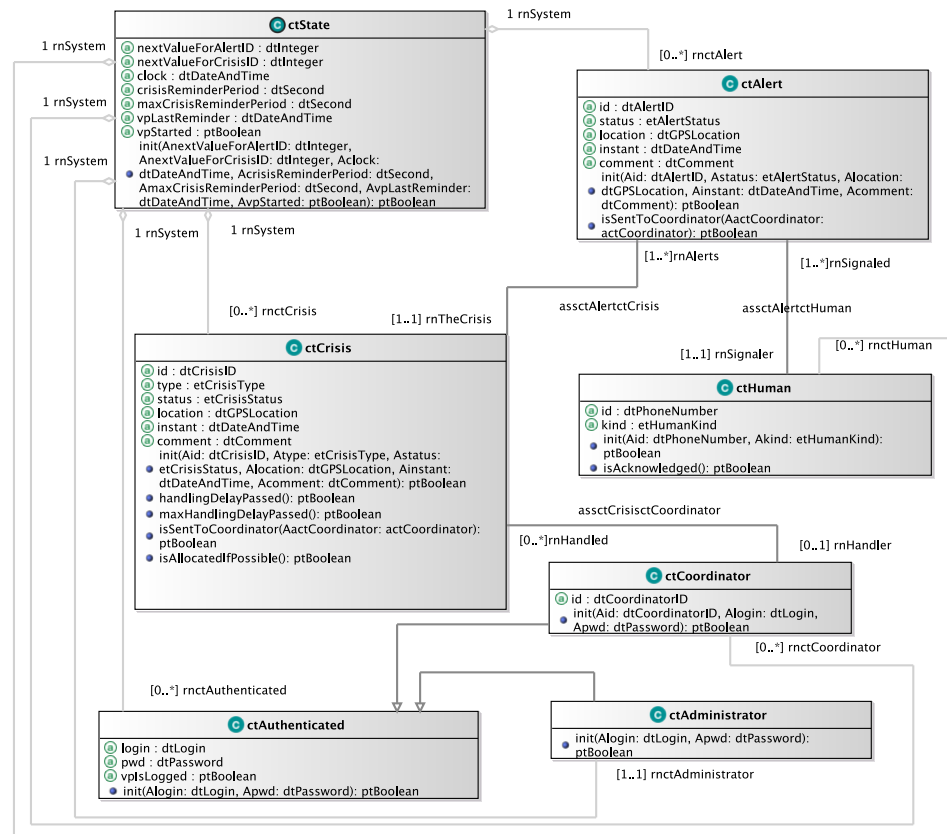 ctState
nextValueForAlertID : dtInteger
nextValueForCrisisID : dtInteger
clock : dtDateAndTime
crisisReminderPeriod : dtSecond
maxCrisisReminderPeriod : dtSecond
vpLastReminder : dtDateAndTime
vpStarted : ptBoolean
init(AnextValueForAlertID: dtInteger,
AnextValueForCrisisID: dtInteger, Aclock:
dtDateAndTime, AcrisisReminderPeriod: dtSecond,
AmaxCrisisReminderPeriod: dtSecond, AvpLastReminder:
dtDateAndTime, AvpStarted: ptBoolean): ptBoolean
1 rnSystem
1 rnSystem
1 rnSystem
1 rnSystem
1 rnSystem
1 rnSystem
[0..*] rnctAlert
ctAlert
id : dtAlertID
status : etAlertStatus
location : dtGPSLocation
instant : dtDateAndTime
comment : dtComment
init(Aid: dtAlertID, Astatus: etAlertStatus, Alocation:
dtGPSLocation, Ainstant: dtDateAndTime, Acomment:
dtComment): ptBoolean
isSentToCoordinator(AactCoordinator:
actCoordinator): ptBoolean
[1..*]rnAlerts
[1..*]rnSignaled
assctAlertctCrisis
assctAlertctHuman
[0..*] rnctCrisis
[1..1] rnTheCrisis
[1..1] rnSignaler
[0..*] rnctHuman
ctCrisis
id : dtCrisisID
type : etCrisisType
status : etCrisisStatus
location : dtGPSLocation
instant : dtDateAndTime
comment : dtComment
init(Aid: dtCrisisID, Atype: etCrisisType, Astatus:
etCrisisStatus, Alocation: dtGPSLocation, Ainstant:
dtDateAndTime, Acomment: dtComment): ptBoolean
handlingDelayPassed(): ptBoolean
maxHandlingDelayPassed(): ptBoolean
isSentToCoordinator(AactCoordinator: actCoordinator):
ptBoolean
isAllocatedIfPossible(): ptBoolean
ctHuman
id : dtPhoneNumber
kind : etHumanKind
init(Aid: dtPhoneNumber, Akind: etHumanKind):
ptBoolean
isAcknowledged(): ptBoolean
assctCrisisctCoordinator
[0..*]rnHandled
[0..1] rnHandler
ctCoordinator
id : dtCoordinatorID
init(Aid: dtCoordinatorID, Alogin: dtLogin,
Apwd: dtPassword): ptBoolean
[0..*] rnctCoordinator
[0..*] rnctAuthenticated
ctAuthenticated
login : dtLogin
pwd : dtPassword
vpIsLogged : ptBoolean
init(Alogin: dtLogin, Apwd: dtPassword): ptBoolean
ctAdministrator
init(Alogin: dtLogin, Apwd: dtPassword):
ptBoolean
[1..1] rnctAdministrator